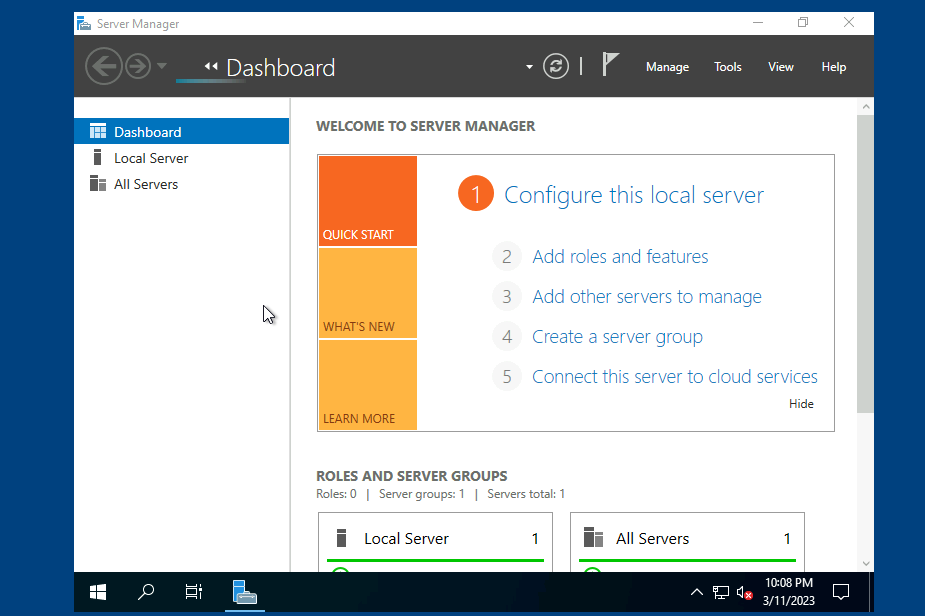 Server Manager
Dashboard
Manage Tools View Help
Dashboard
Local Server
All Servers
WELCOME TO SERVER MANAGER
QUICK START
WHAT'S NEW
LEARN MORE
1 Configure this local server
2 Add roles and features
3 Add other servers to manage
4 Create a server group
5 Connect this server to cloud services
Hide
ROLES AND SERVER GROUPS
Roles: 0 | Server groups: 1 | Servers total: 1
Local Server 1
All Servers 1
10:08 PM
3/11/2023